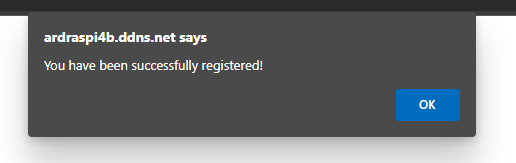 ardraspi4b.ddns.net says
You have been successfully registered!
OK